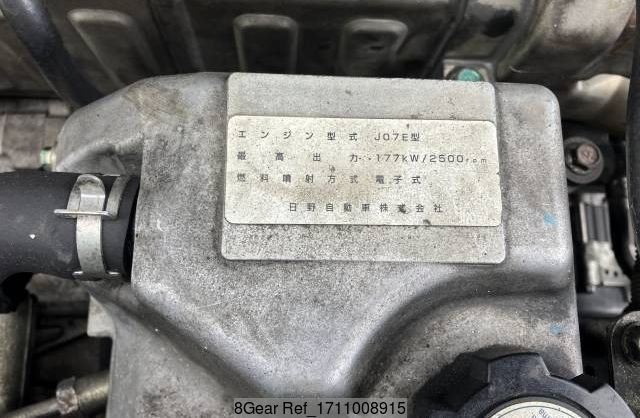 エンジン型式 J07E型
最高出力 177kW/2500rpm
燃料噴射方式 電子式
日野自動車株式会社
8Gear Ref_1711008915